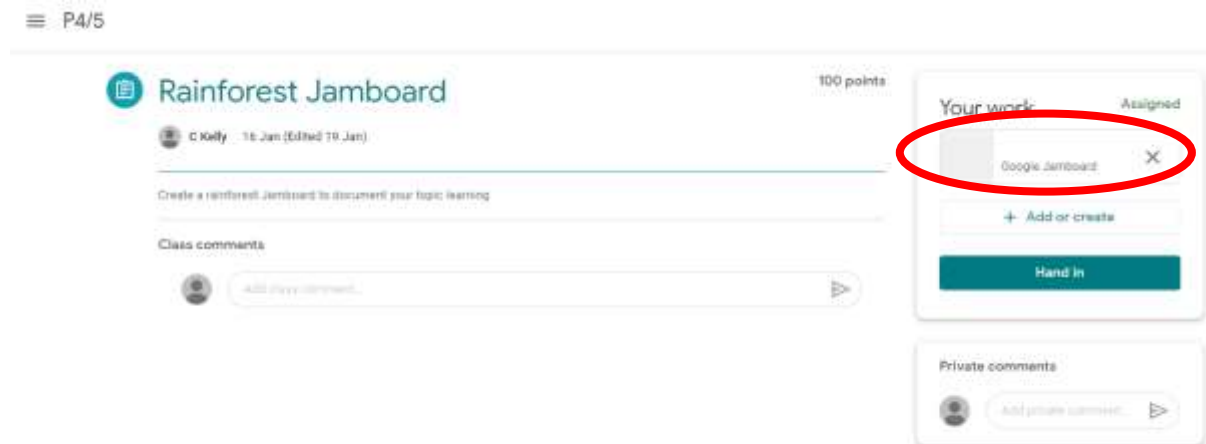 P4/5
Rainforest Jamboard
100 points
C Kelly 16 Jan (Edited 19 Jan)
Create a rainforest Jamboard to document your topic learning
Class comments
Add class comment...
Your work
Assigned
Google Jamboard
+ Add or create
Hand in
Private comments
Add private comment...